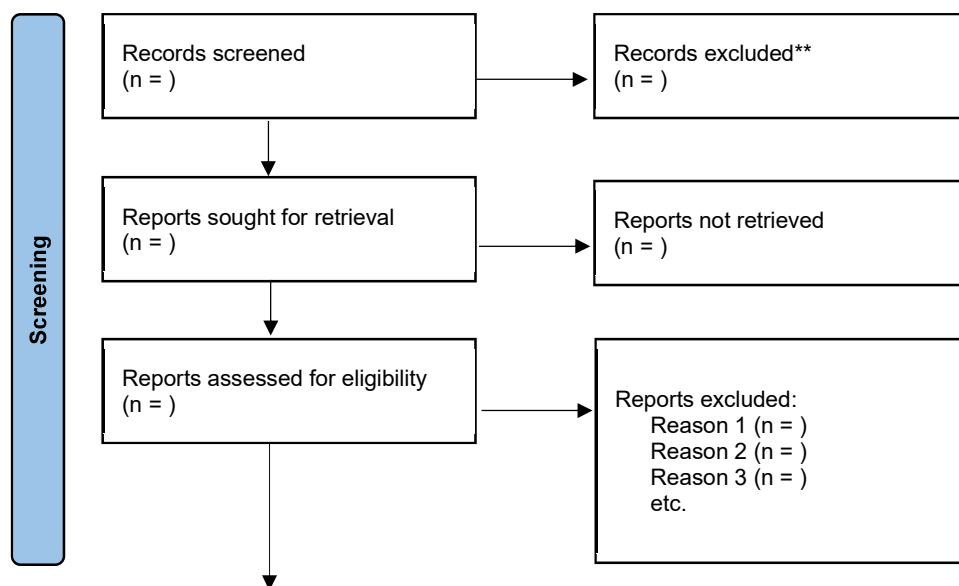 Screening
Records screened
(n = )
Records excluded**
(n = )
Reports sought for retrieval
(n = )
Reports not retrieved
(n = )
Reports assessed for eligibility
(n = )
Reports excluded:
Reason 1 (n = )
Reason 2 (n = )
Reason 3 (n = )
etc.